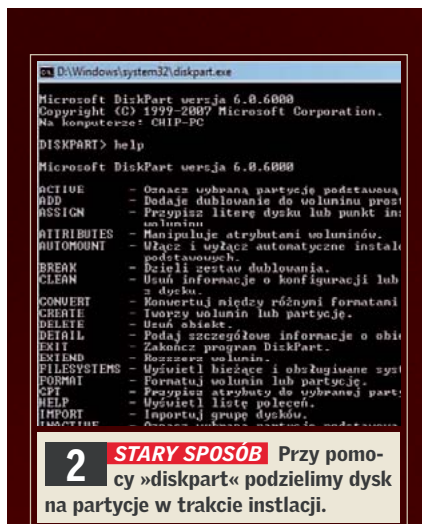 D:\Windows\system32\diskpart.exe
Microsoft DiskPart wersja 6.0.6000
Copyright (C) 1999-2007 Microsoft Corporation.
Na komputerze: CHIP-PC
DISKPART> help
Microsoft DiskPart wersja 6.0.6000
ACTIVE - Oznacz wybraną partycję podstawową
ADD - Dodaje dublowanie do woluminu prost
ASSIGN - Przypisz literę dysku lub punkt in
woluminu
ATTRIBUTES - Manipuluje atrybutami woluminów.
AUTOMOUNT - Włącz i wyłącz automatyczne instal
podstawowych.
BREAK - Dzieli zestaw dublowania.
CLEAN - Usuń informacje o konfiguracji lub
z dysku.
CONVERT - Konwertuj między różnymi formatami
CREATE - Tworzy wolumin lub partycję.
DELETE - Usuń obiekt.
DETAIL - Podaj szczegółowe informacje o obi
EXIT - Zakończ program DiskPart.
EXTEND - Rozszerz wolumin.
FILESYSTEMS - Wyświetl bieżące i obsługiwane sys
FORMAT - Formatuj wolumin lub partycję.
GPT - Przypisz atrybuty do wybranej part
HELP - Wyświetl listę poleceń.
IMPORT - Importuj grupę dysków.
INACTIVE
2 STARY SPOSÓB Przy pomo-
cy »diskpart« podzielimy dysk
na partycje w trakcie instlacji.